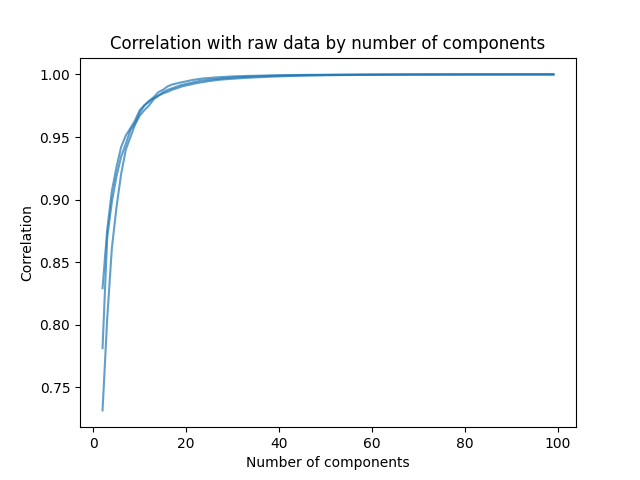 Correlation with raw data by number of components
1.00
0.95
0.90
0.85
0.80
0.75
Correlation
0 20 40 60 80 100
Number of components